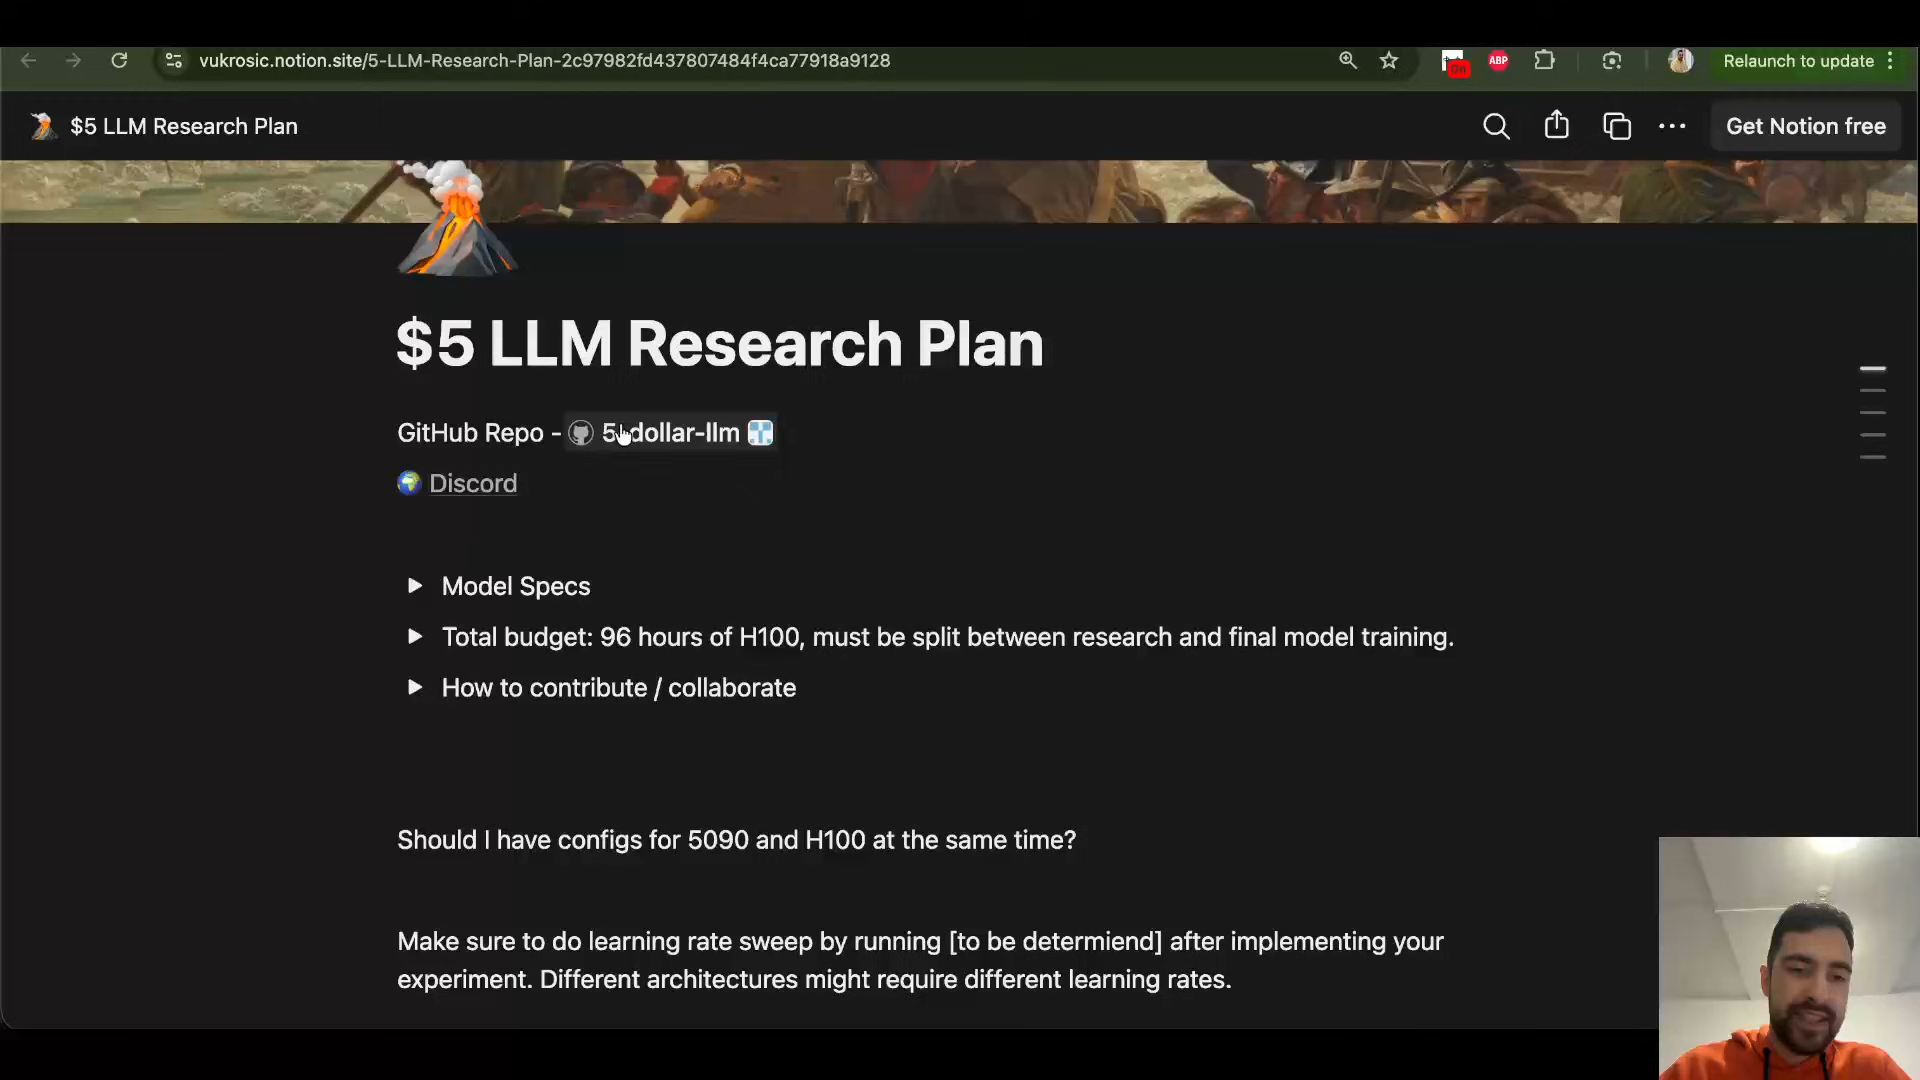 vukrosic.notion.site/5-LLM-Research-Plan-2c97982fd437807484f4ca77918a9128
On
ABP
Relaunch to update
$5 LLM Research Plan
Get Notion free
$5 LLM Research Plan
GitHub Repo - 5-dollar-llm
Discord
Model Specs
Total budget: 96 hours of H100, must be split between research and final model training.
How to contribute / collaborate
Should I have configs for 5090 and H100 at the same time?
Make sure to do learning rate sweep by running [to be determiend] after implementing your
experiment. Different architectures might require different learning rates.